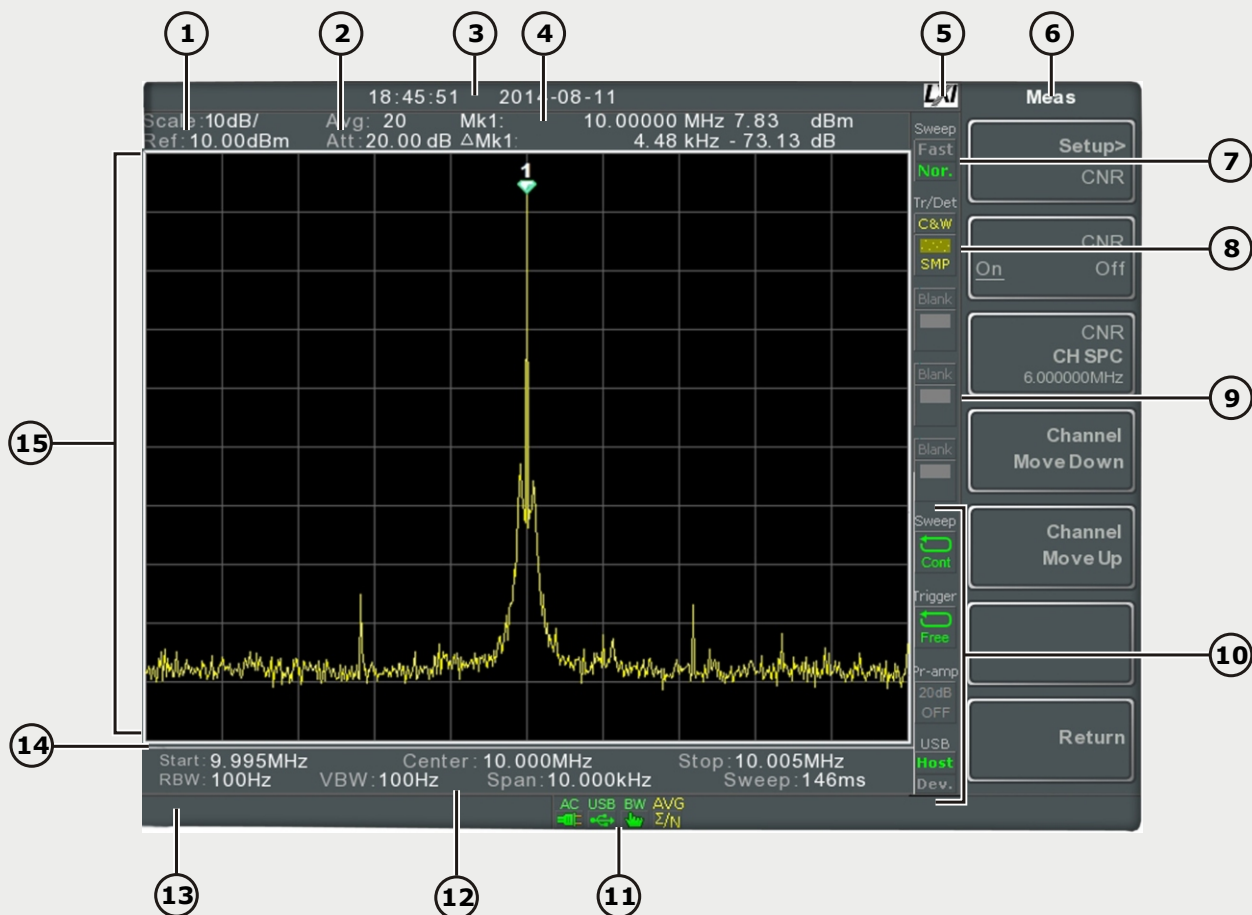 1
2
3
4
5
6
18:45:51 2014-08-11
LXI
Meas
Scale:10dB/ Avg: 20 Mk1: 10.00000 MHz 7.83 dBm
Ref:10.00dBm Att:20.00 dB △Mk1: 4.48 kHz - 73.13 dB
1
Sweep
Fast
Nor.
Tr/Det
C&W
SMP
Blank
Blank
Blank
Sweep
Cont
Trigger
Free
Pr-amp
20dB
OFF
USB
Host
Dev.
Setup>
CNR
CNR
On Off
CNR
CH SPC
6.000000MHz
Channel
Move Down
Channel
Move Up
Return
7
8
9
10
15
14
Start:9.995MHz Center:10.000MHz Stop:10.005MHz
RBW:100Hz VBW:100Hz Span:10.000kHz Sweep:146ms
AC USB BW AVG
Σ/N
13
12
11